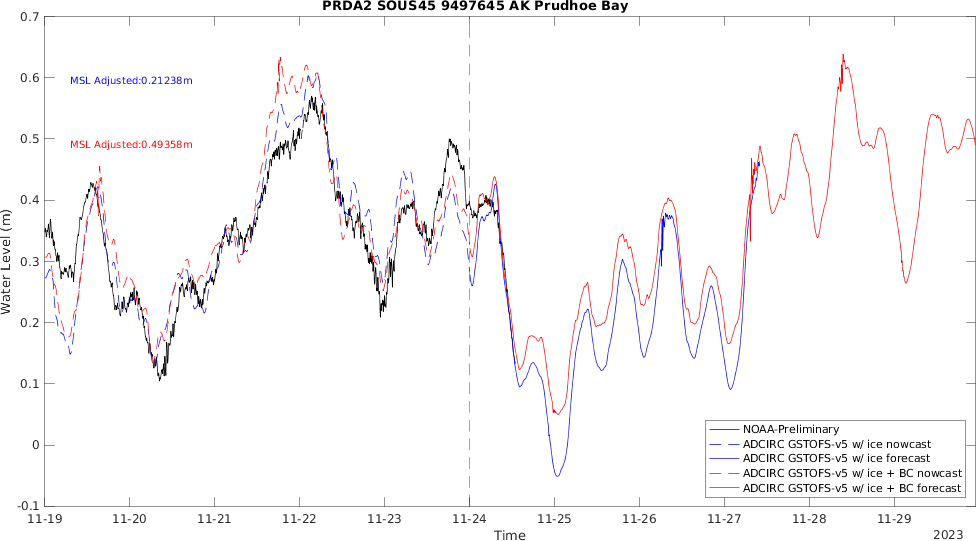 PRDA2 SOUS45 9497645 AK Prudhoe Bay
0.7
0.6
0.5
0.4
0.3
0.2
0.1
0
-0.1
Water Level (m)
MSL Adjusted:0.21238m
MSL Adjusted:0.49358m
NOAA-Preliminary
ADCIRC GSTOFS-v5 w/ ice nowcast
ADCIRC GSTOFS-v5 w/ ice forecast
ADCIRC GSTOFS-v5 w/ ice + BC nowcast
ADCIRC GSTOFS-v5 w/ ice + BC forecast
11-19 11-20 11-21 11-22 11-23 11-24 11-25 11-26 11-27 11-28 11-29
Time
2023